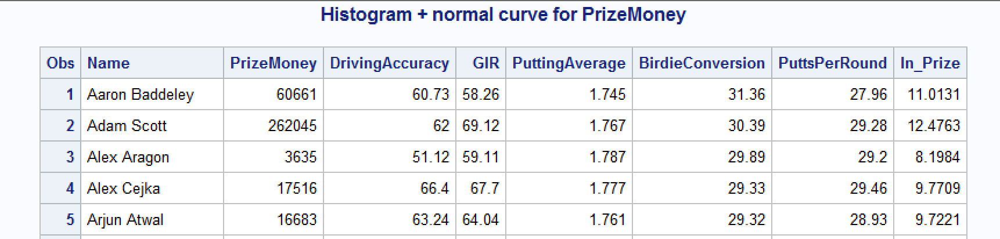 Histogram + normal curve for PrizeMoney
Obs Name PrizeMoney DrivingAccuracy GIR PuttingAverage BirdieConversion PuttsPerRound ln_Prize
1 Aaron Baddeley 60661 60.73 58.26 1.745 31.36 27.96 11.0131
2 Adam Scott 262045 62 69.12 1.767 30.39 29.28 12.4763
3 Alex Aragon 3635 51.12 59.11 1.787 29.89 29.2 8.1984
4 Alex Cejka 17516 66.4 67.7 1.777 29.33 29.46 9.7709
5 Arjun Atwal 16683 63.24 64.04 1.761 29.32 28.93 9.7221